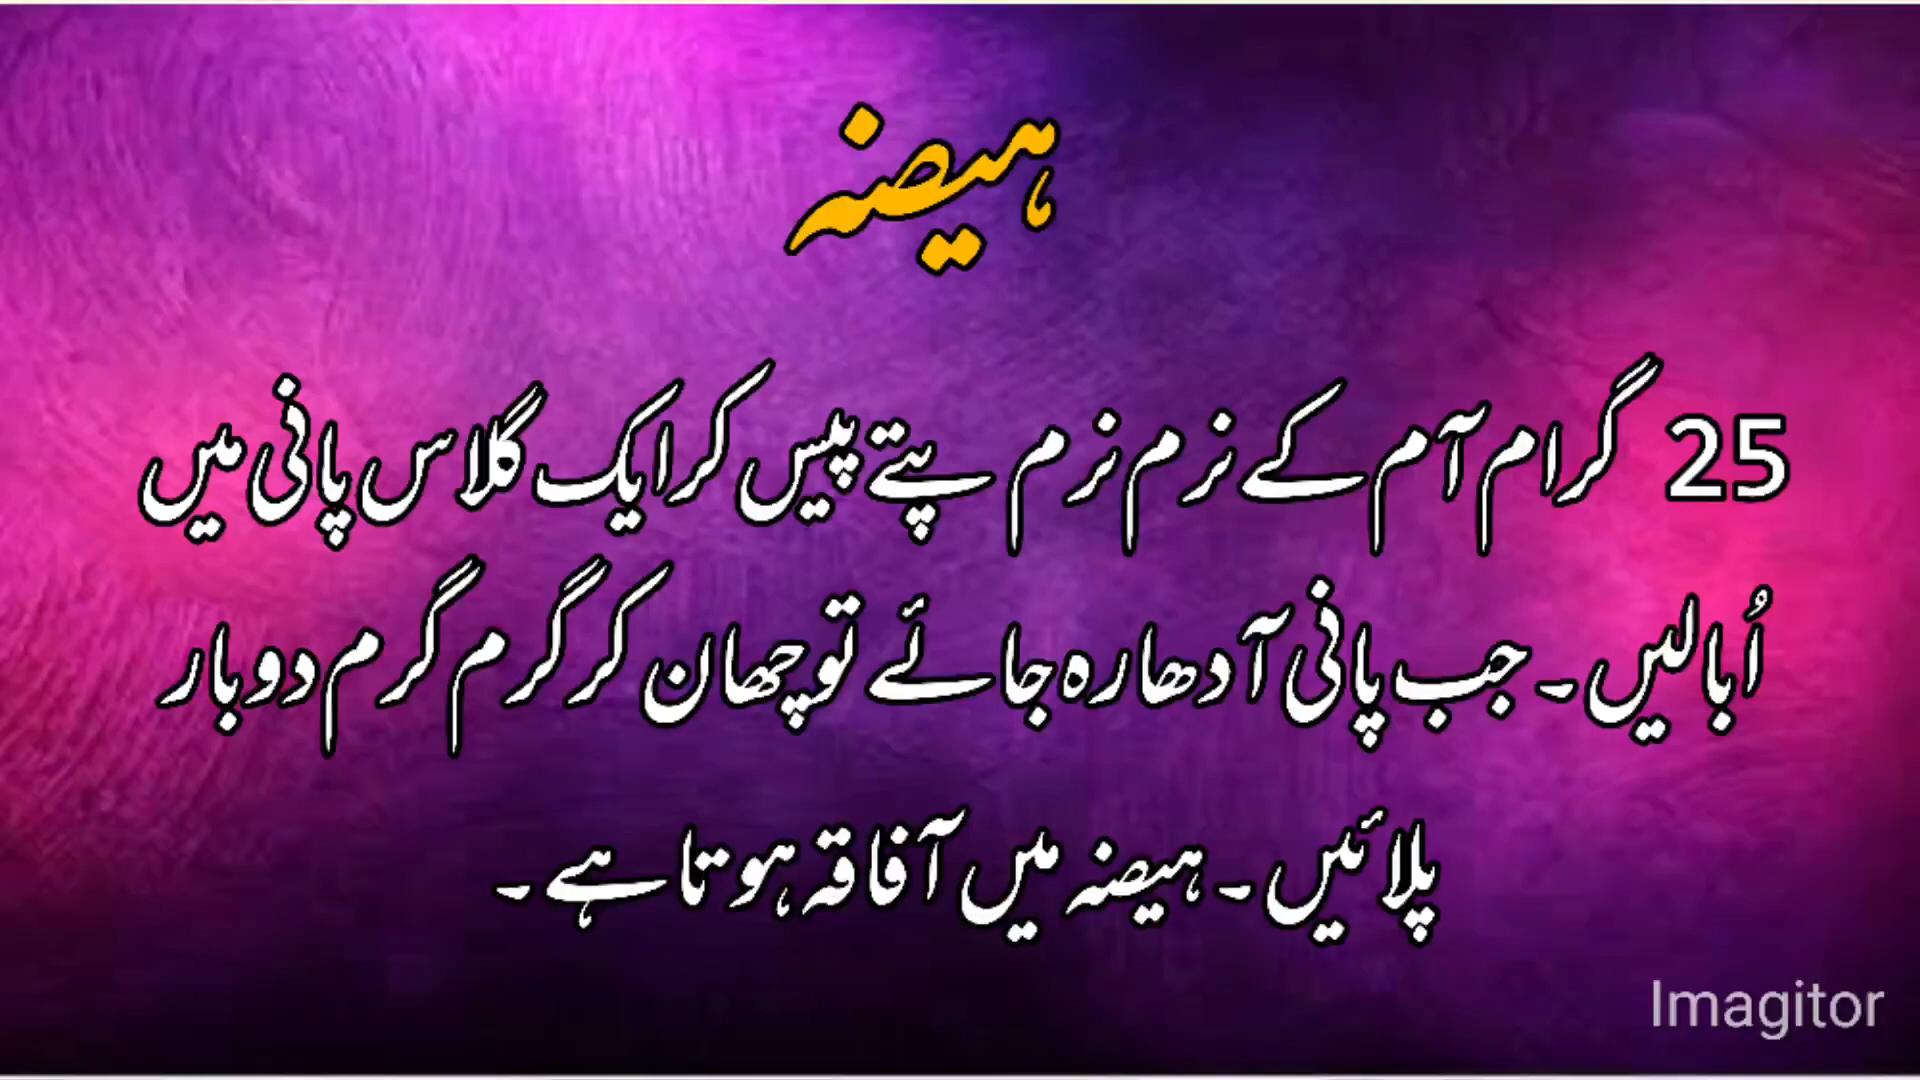 ہیضہ
25 گرام آم کے نرم نرم پتے پیس کر ایک گلاس پانی میں
اُبالیں۔ جب پانی آدھا رہ جائے تو چھان کر گرم گرم دو بار
پلائیں۔ ہیضہ میں آفاقہ ہوتا ہے۔
Imagitor